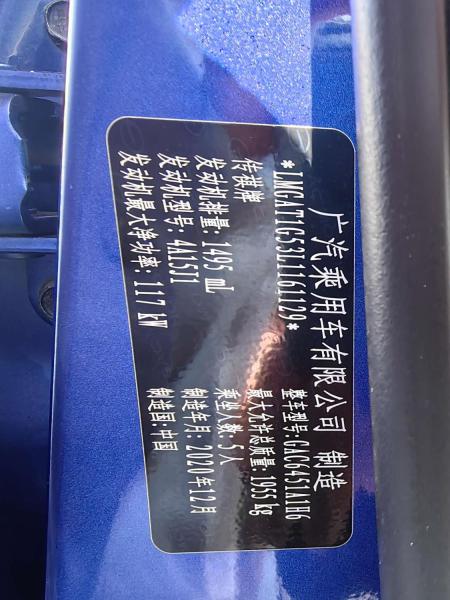 广汽乘用车有限公司 制造
*LMGAT1G53L1161129*
传祺牌 整车型号: GAC6451A1H6
发动机排量: 1495 mL 最大允许总质量: 1955 kg
发动机型号: 4A15J1 乘坐人数: 5人
发动机最大净功率: 117 kW 制造年月: 2020年12月
制造国: 中国